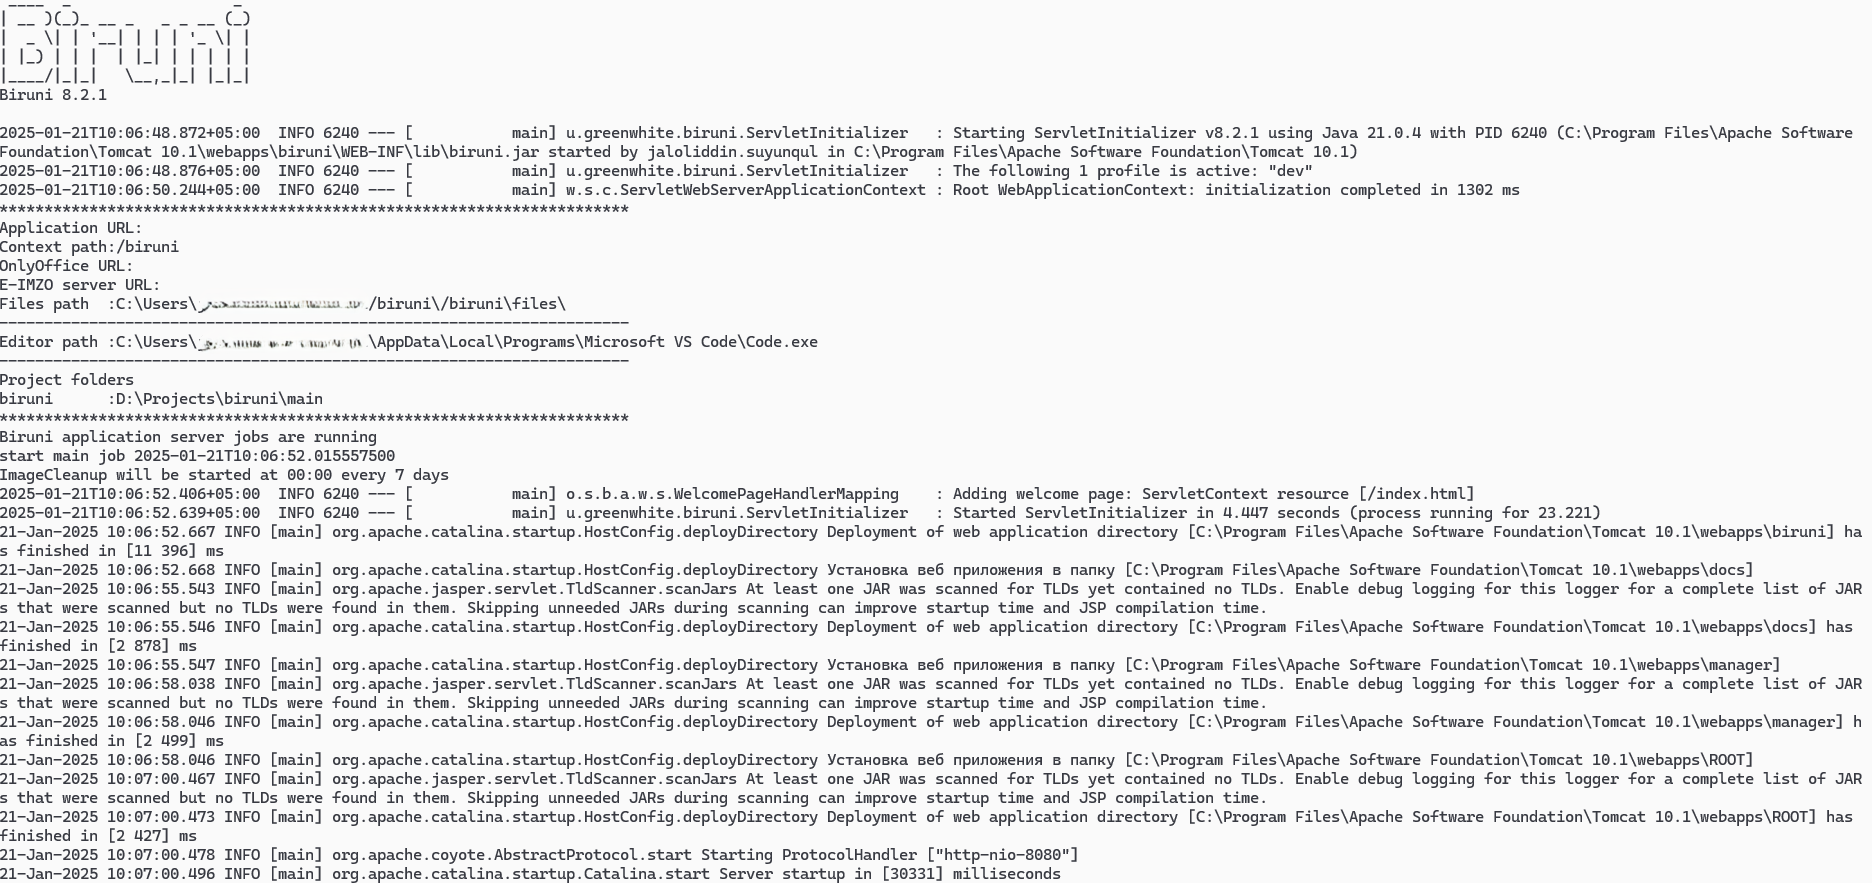 ____  _                  _
| __ )(_)_ __ _   _ _ __ (_)
|  _ \| | '__| | | | '_ \| |
| |_) | | |  | |_| | | | | |
|____/|_|_|   \__,_|_| |_|_|
Biruni 8.2.1
2025-01-21T10:06:48.872+05:00  INFO 6240 --- [           main] u.greenwhite.biruni.ServletInitializer   : Starting ServletInitializer v8.2.1 using Java 21.0.4 with PID 6240 (C:\Program Files\Apache Software
Foundation\Tomcat 10.1\webapps\biruni\WEB-INF\lib\biruni.jar started by jaloliddin.suyunqul in C:\Program Files\Apache Software Foundation\Tomcat 10.1)
2025-01-21T10:06:48.876+05:00  INFO 6240 --- [           main] u.greenwhite.biruni.ServletInitializer   : The following 1 profile is active: "dev"
2025-01-21T10:06:50.244+05:00  INFO 6240 --- [           main] w.s.c.ServletWebServerApplicationContext : Root WebApplicationContext: initialization completed in 1302 ms
**********************************************************************
Application URL:
Context path:/biruni
OnlyOffice URL:
E-IMZO server URL:
Files path  :C:\Users\ /biruni\/biruni\files\
----------------------------------------------------------------------
Editor path :C:\Users\ \AppData\Local\Programs\Microsoft VS Code\Code.exe
----------------------------------------------------------------------
Project folders
biruni      :D:\Projects\biruni\main
**********************************************************************
Biruni application server jobs are running
start main job 2025-01-21T10:06:52.015557500
ImageCleanup will be started at 00:00 every 7 days
2025-01-21T10:06:52.406+05:00  INFO 6240 --- [           main] o.s.b.a.w.s.WelcomePageHandlerMapping    : Adding welcome page: ServletContext resource [/index.html]
2025-01-21T10:06:52.639+05:00  INFO 6240 --- [           main] u.greenwhite.biruni.ServletInitializer   : Started ServletInitializer in 4.447 seconds (process running for 23.221)
21-Jan-2025 10:06:52.667 INFO [main] org.apache.catalina.startup.HostConfig.deployDirectory Deployment of web application directory [C:\Program Files\Apache Software Foundation\Tomcat 10.1\webapps\biruni] ha
s finished in [11 396] ms
21-Jan-2025 10:06:52.668 INFO [main] org.apache.catalina.startup.HostConfig.deployDirectory Установка веб приложения в папку [C:\Program Files\Apache Software Foundation\Tomcat 10.1\webapps\docs]
21-Jan-2025 10:06:55.543 INFO [main] org.apache.jasper.servlet.TldScanner.scanJars At least one JAR was scanned for TLDs yet contained no TLDs. Enable debug logging for this logger for a complete list of JAR
s that were scanned but no TLDs were found in them. Skipping unneeded JARs during scanning can improve startup time and JSP compilation time.
21-Jan-2025 10:06:55.546 INFO [main] org.apache.catalina.startup.HostConfig.deployDirectory Deployment of web application directory [C:\Program Files\Apache Software Foundation\Tomcat 10.1\webapps\docs] has
finished in [2 878] ms
21-Jan-2025 10:06:55.547 INFO [main] org.apache.catalina.startup.HostConfig.deployDirectory Установка веб приложения в папку [C:\Program Files\Apache Software Foundation\Tomcat 10.1\webapps\manager]
21-Jan-2025 10:06:58.038 INFO [main] org.apache.jasper.servlet.TldScanner.scanJars At least one JAR was scanned for TLDs yet contained no TLDs. Enable debug logging for this logger for a complete list of JAR
s that were scanned but no TLDs were found in them. Skipping unneeded JARs during scanning can improve startup time and JSP compilation time.
21-Jan-2025 10:06:58.046 INFO [main] org.apache.catalina.startup.HostConfig.deployDirectory Deployment of web application directory [C:\Program Files\Apache Software Foundation\Tomcat 10.1\webapps\manager] h
as finished in [2 499] ms
21-Jan-2025 10:06:58.046 INFO [main] org.apache.catalina.startup.HostConfig.deployDirectory Установка веб приложения в папку [C:\Program Files\Apache Software Foundation\Tomcat 10.1\webapps\ROOT]
21-Jan-2025 10:07:00.467 INFO [main] org.apache.jasper.servlet.TldScanner.scanJars At least one JAR was scanned for TLDs yet contained no TLDs. Enable debug logging for this logger for a complete list of JAR
s that were scanned but no TLDs were found in them. Skipping unneeded JARs during scanning can improve startup time and JSP compilation time.
21-Jan-2025 10:07:00.473 INFO [main] org.apache.catalina.startup.HostConfig.deployDirectory Deployment of web application directory [C:\Program Files\Apache Software Foundation\Tomcat 10.1\webapps\ROOT] has
finished in [2 427] ms
21-Jan-2025 10:07:00.478 INFO [main] org.apache.coyote.AbstractProtocol.start Starting ProtocolHandler ["http-nio-8080"]
21-Jan-2025 10:07:00.496 INFO [main] org.apache.catalina.startup.Catalina.start Server startup in [30331] milliseconds